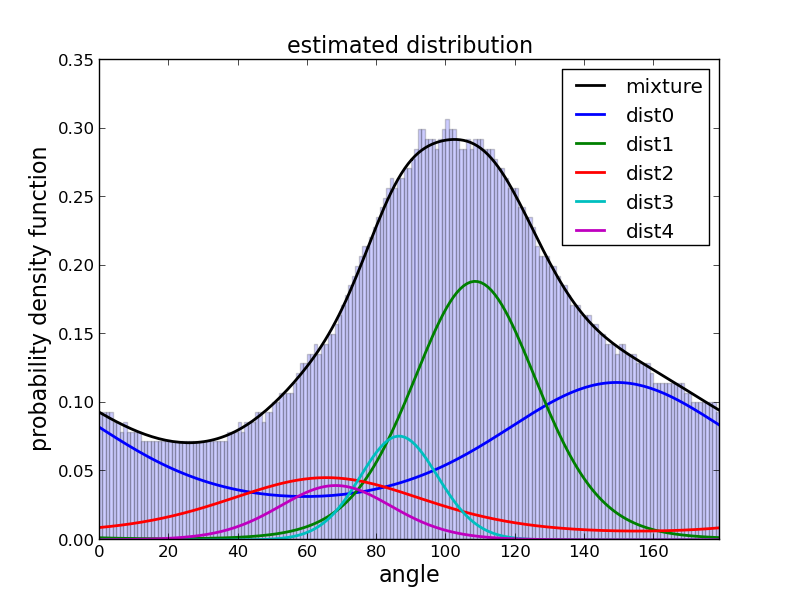 estimated distribution
0.35
0.30
0.25
0.20
0.15
0.10
0.05
0.00
probability density function
mixture
dist0
dist1
dist2
dist3
dist4
0 20 40 60 80 100 120 140 160
angle